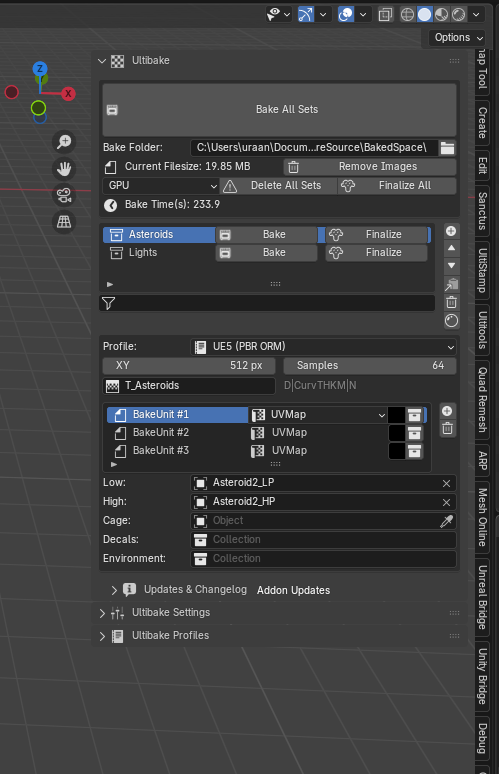 Options
Ultibake
Bake All Sets
Bake Folder: C:\Users\uraan\Docum...reSource\BakedSpace\
Current Filesize: 19.85 MB Remove Images
GPU Delete All Sets Finalize All
Bake Time(s): 233.9
Asteroids Bake Finalize
Lights Bake Finalize
Profile: UE5 (PBR ORM)
XY 512 px Samples 64
T_Asteroids D|CurvTHKM|N
BakeUnit #1 UVMap
BakeUnit #2 UVMap
BakeUnit #3 UVMap
Low: Asteroid2_LP
High: Asteroid2_HP
Cage: Object
Decals: Collection
Environment: Collection
Updates & Changelog Addon Updates
Ultibake Settings
Ultibake Profiles
Z
X
Tool
Create
Edit
Sanctus
UltiStamp
Ultitools
Quad Remesh
ARP
Mesh Online
Unreal Bridge
Unity Bridge
Debug